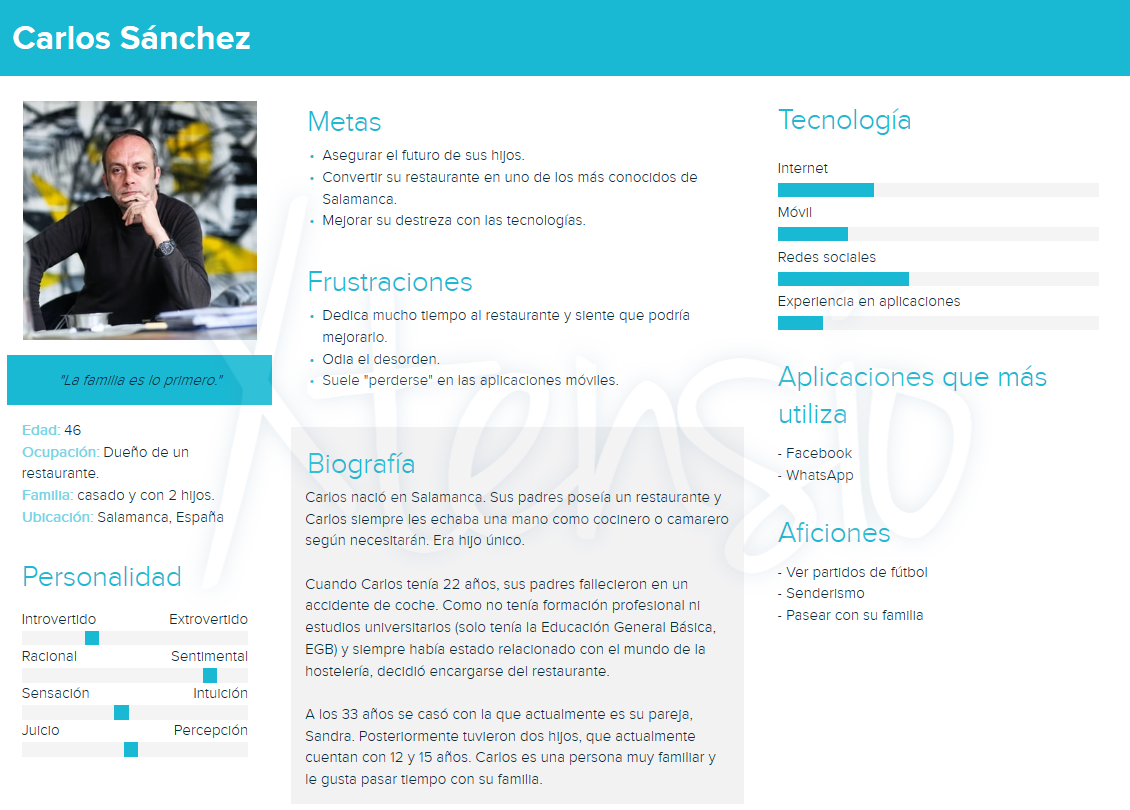 Carlos Sánchez
"La familia es lo primero."
Edad: 46
Ocupación: Dueño de un
restaurante.
Familia: casado y con 2 hijos.
Ubicación: Salamanca, España
Personalidad
Introvertido Extrovertido
Racional Sentimental
Sensación Intuición
Juicio Percepción
Metas
• Asegurar el futuro de sus hijos.
• Convertir su restaurante en uno de los más conocidos de
Salamanca.
• Mejorar su destreza con las tecnologías.
Frustraciones
• Dedica mucho tiempo al restaurante y siente que podría
mejorarlo.
• Odia el desorden.
• Suele "perderse" en las aplicaciones móviles.
Biografía
Carlos nació en Salamanca. Sus padres poseía un restaurante y
Carlos siempre les echaba una mano como cocinero o camarero
según necesitarán. Era hijo único.
Cuando Carlos tenía 22 años, sus padres fallecieron en un
accidente de coche. Como no tenía formación profesional ni
estudios universitarios (solo tenía la Educación General Básica,
EGB) y siempre había estado relacionado con el mundo de la
hostelería, decidió encargarse del restaurante.
A los 33 años se casó con la que actualmente es su pareja,
Sandra. Posteriormente tuvieron dos hijos, que actualmente
cuentan con 12 y 15 años. Carlos es una persona muy familiar y
le gusta pasar tiempo con su familia.
Tecnología
Internet
Móvil
Redes sociales
Experiencia en aplicaciones
Aplicaciones que más
utiliza
- Facebook
- WhatsApp
Aficiones
- Ver partidos de fútbol
- Senderismo
- Pasear con su familia
Xtensio